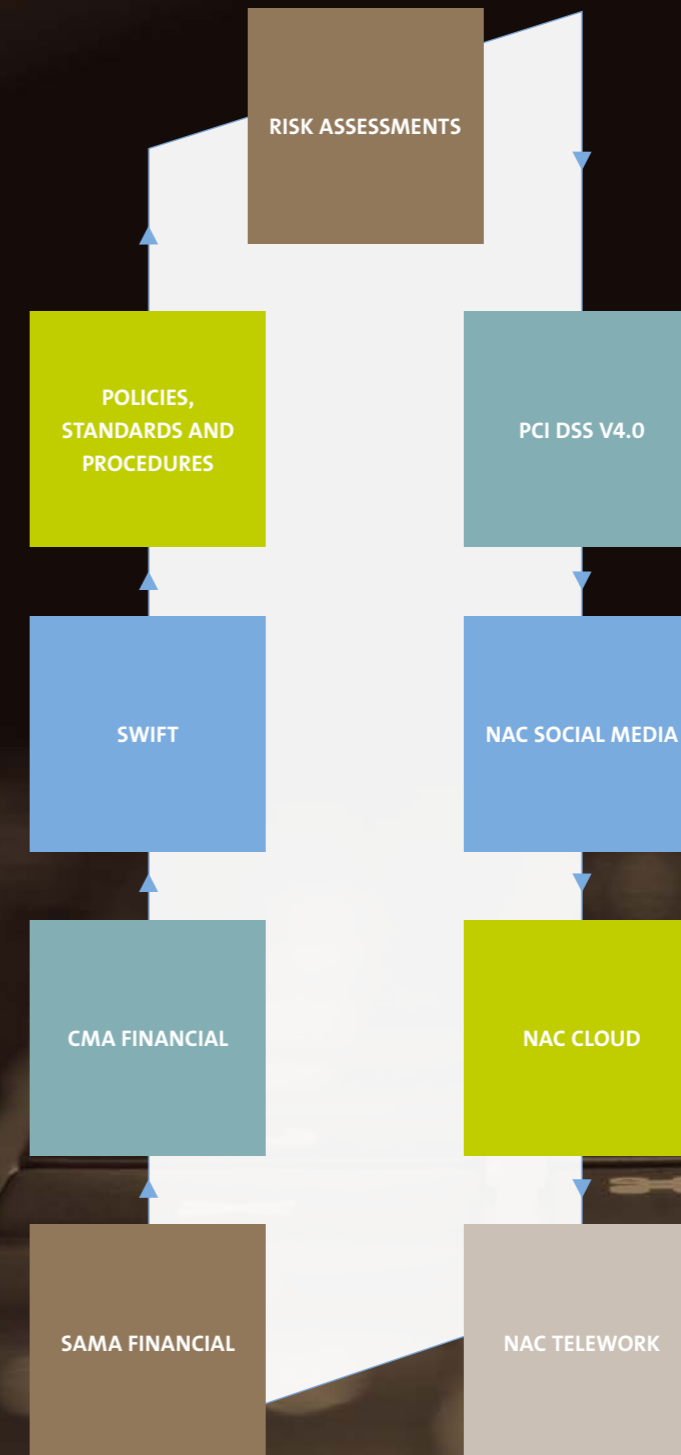 RISK ASSESSMENTS
POLICIES,
STANDARDS AND
PROCEDURES
PCI DSS V4.0
SWIFT
NAC SOCIAL MEDIA
CMA FINANCIAL
NAC CLOUD
SAMA FINANCIAL
NAC TELEWORK